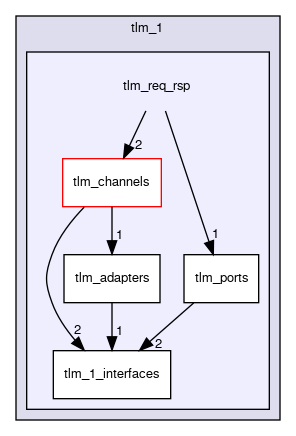 tlm_1
tlm_req_rsp
2
tlm_channels
1
1
tlm_adapters
tlm_ports
2
1
2
tlm_1_interfaces